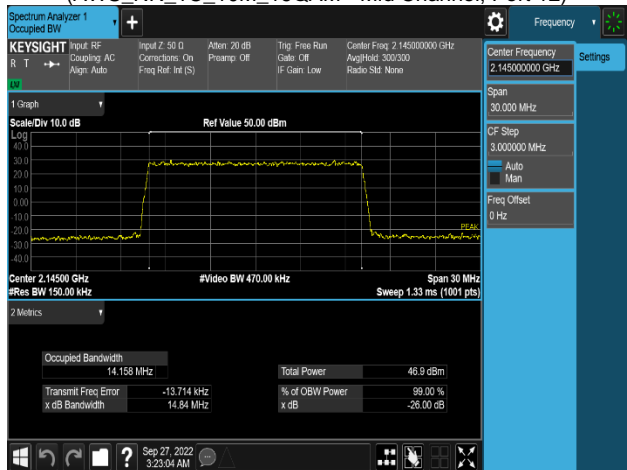 Spectrum Analyzer 1
Occupied BW
KEYSIGHT
R T
Input: RF
Coupling: AC
Align: Auto
Input Z: 50 Ω
Corrections: On
Freq Ref: Int (S)
Atten: 20 dB
Preamp: Off
Trig: Free Run
Gate: Off
IF Gain: Low
Center Freq: 2.145000000 GHz
Avg|Hold: 300/300
Radio Std: None
1 Graph
Scale/Div 10.0 dB
Ref Value 50.00 dBm
Log
40.0
30.0
20.0
10.0
0.00
-10.0
-20.0
-30.0
-40.0
PEAK
Center 2.14500 GHz
#Video BW 470.00 kHz
Span 30 MHz
#Res BW 150.00 kHz
Sweep 1.33 ms (1001 pts)
2 Metrics
Occupied Bandwidth
14.158 MHz
Total Power 46.9 dBm
Transmit Freq Error -13.714 kHz
% of OBW Power 99.00 %
x dB Bandwidth 14.84 MHz
x dB -26.00 dB
Sep 27, 2022
3:23:04 AM
Frequency
Center Frequency
2.145000000 GHz
Settings
Span
30.000 MHz
CF Step
3.000000 MHz
Auto
Man
Freq Offset
0 Hz